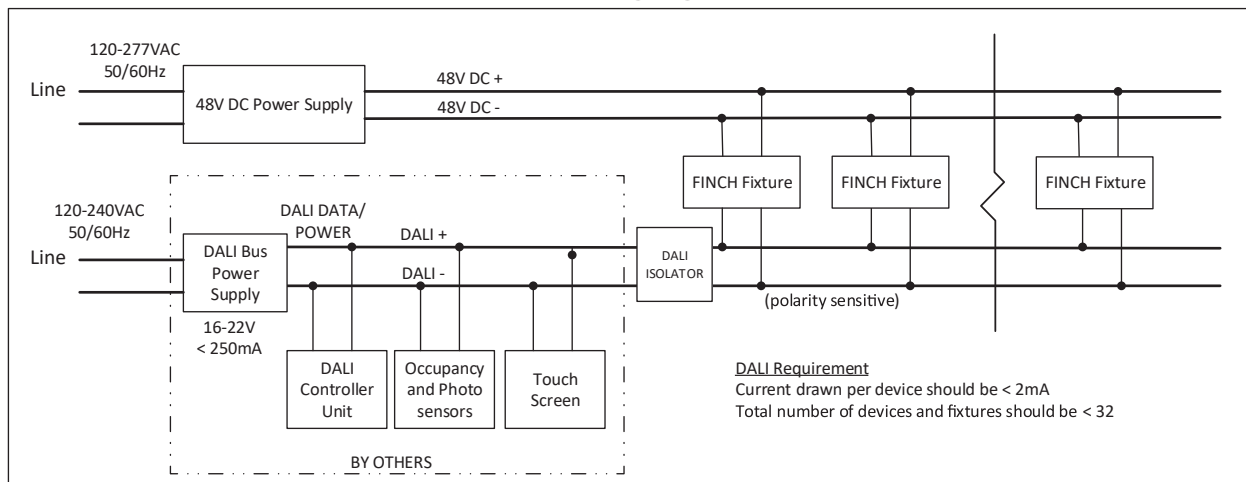 120-277VAC
50/60Hz
Line
48V DC Power Supply
48V DC +
48V DC -
FINCH Fixture
FINCH Fixture
FINCH Fixture
120-240VAC
50/60Hz
Line
DALI Bus
Power
Supply
16-22V
< 250mA
DALI DATA/
POWER
DALI +
DALI -
DALI
ISOLATOR
(polarity sensitive)
DALI
Controller
Unit
Occupancy
and Photo
sensors
Touch
Screen
BY OTHERS
DALI Requirement
Current drawn per device should be < 2mA
Total number of devices and fixtures should be < 32